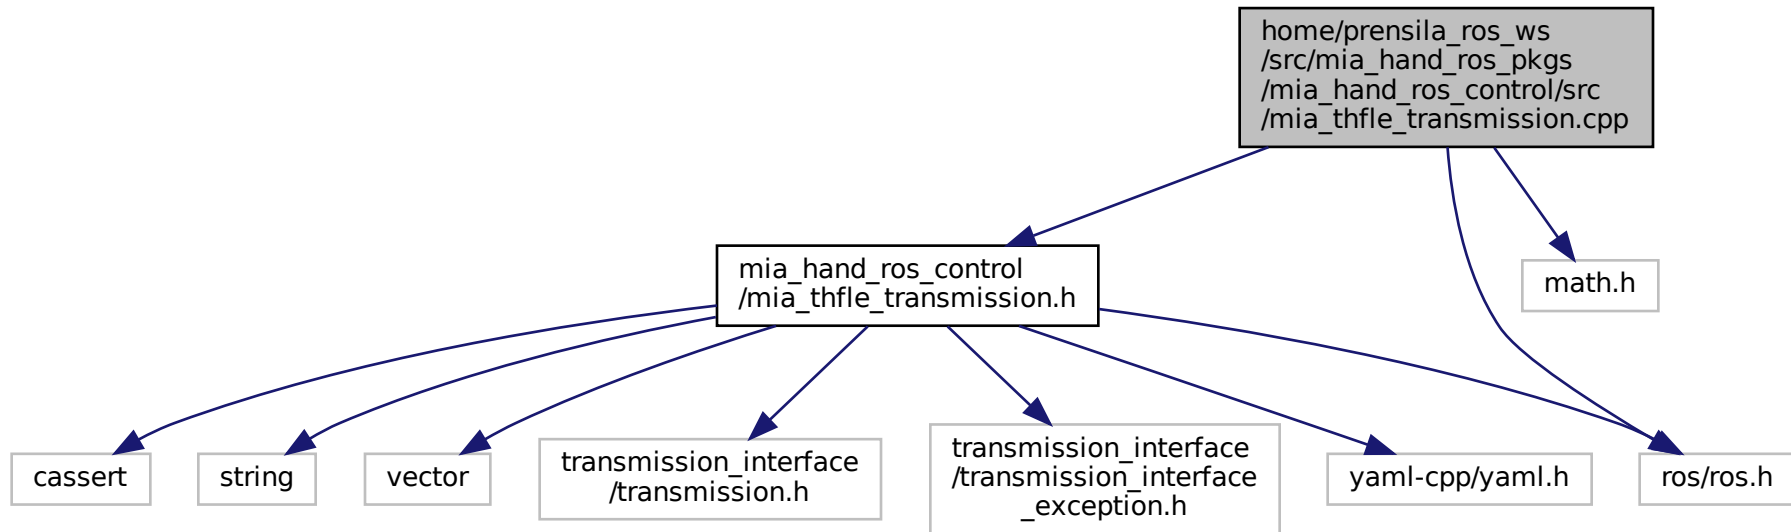 home/prensila_ros_ws
/src/mia_hand_ros_pkgs
/mia_hand_ros_control/src
/mia_thfle_transmission.cpp
mia_hand_ros_control
/mia_thfle_transmission.h
math.h
cassert
string
vector
transmission_interface
/transmission.h
transmission_interface
/transmission_interface
_exception.h
yaml-cpp/yaml.h
ros/ros.h